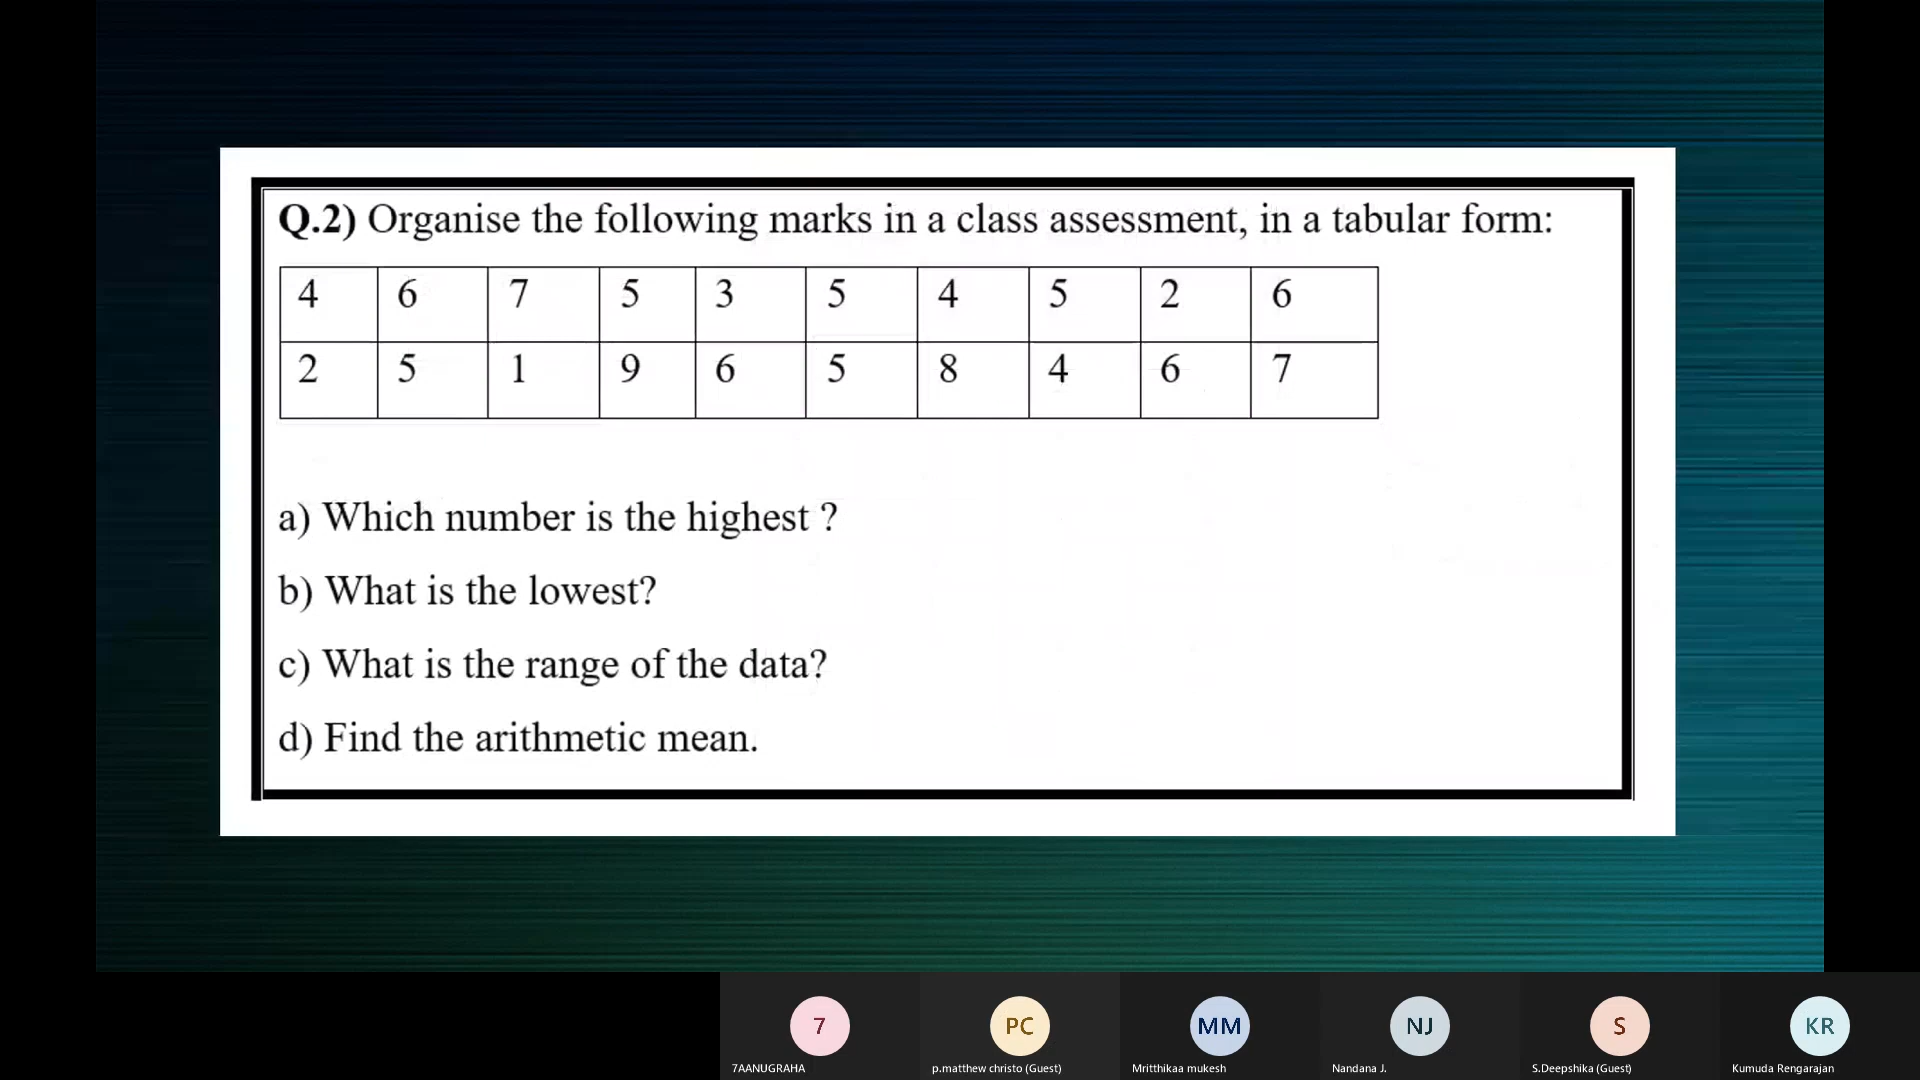 Q.2) Organise the following marks in a class assessment, in a tabular form:
4 6 7 5 3 5 4 5 2 6
2 5 1 9 6 5 8 4 6 7
a) Which number is the highest ?
b) What is the lowest?
c) What is the range of the data?
d) Find the arithmetic mean.
7 PC MM NJ S KR
7AANUGRAHA p.matthew christo (Guest) Mritthikaa mukesh Nandana J. S.Deepshika (Guest) Kumuda Rengarajan